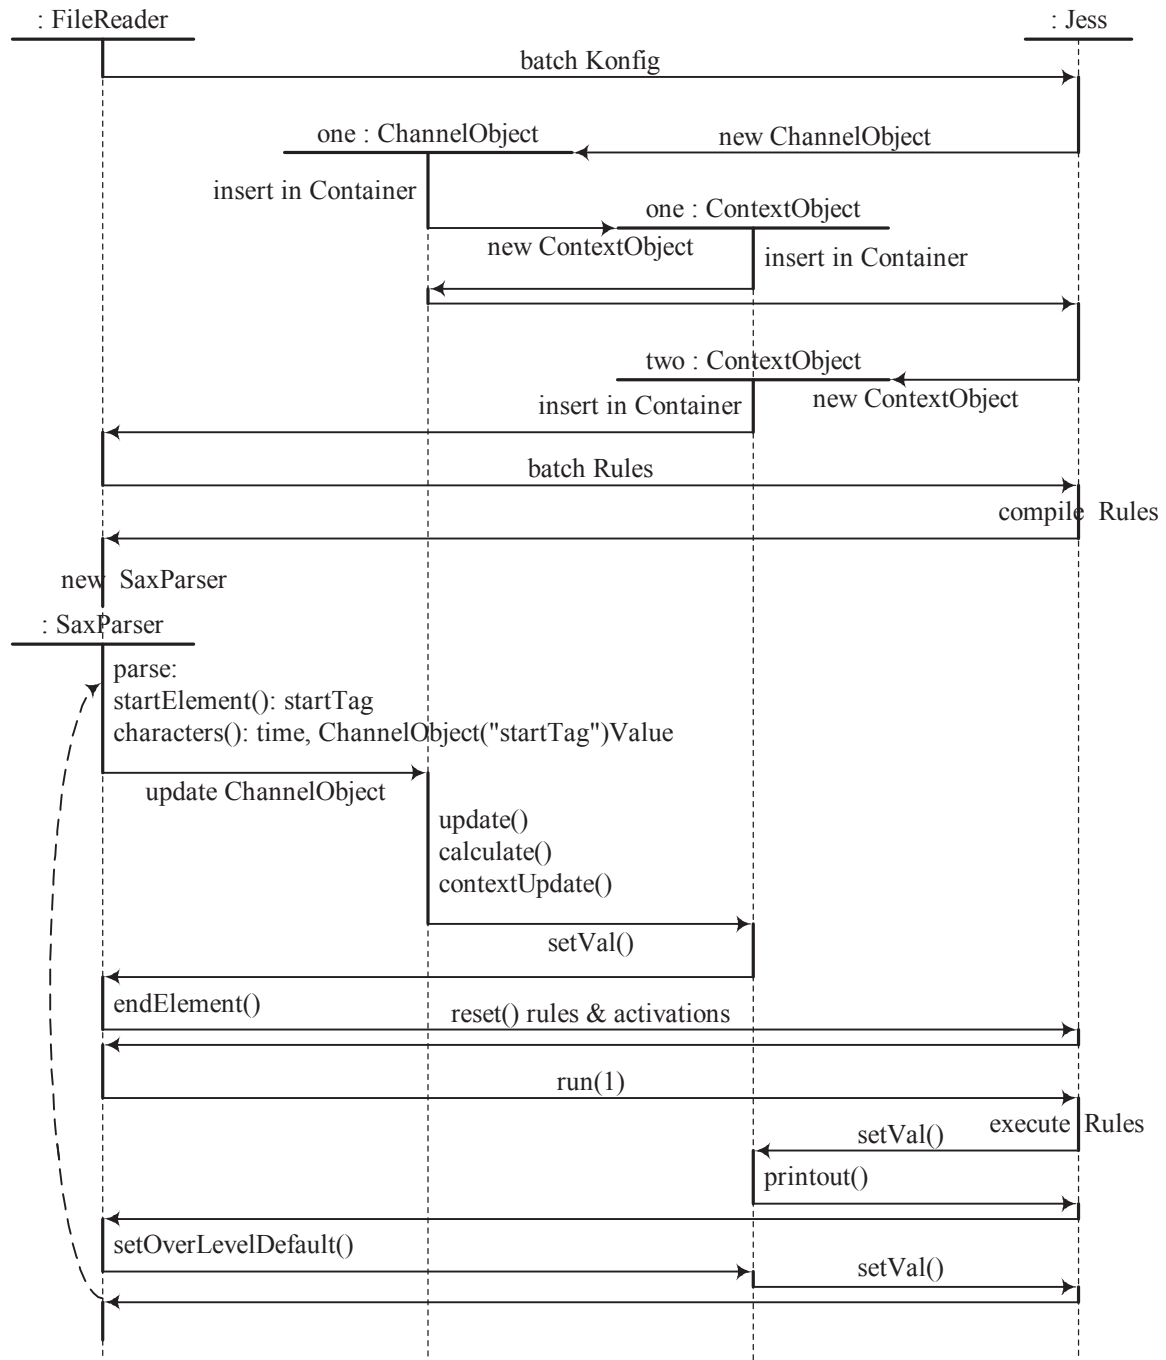 : FileReader
: Jess
batch Konfig
one : ChannelObject
new ChannelObject
insert in Container
one : ContextObject
new ContextObject
insert in Container
two : ContextObject
new ContextObject
insert in Container
batch Rules
compile Rules
new SaxParser
: SaxParser
parse:
startElement(): startTag
characters(): time, ChannelObject("startTag")Value
update ChannelObject
update()
calculate()
contextUpdate()
setVal()
endElement()
reset() rules & activations
run(1)
execute Rules
setVal()
printout()
setOverLevelDefault()
setVal()